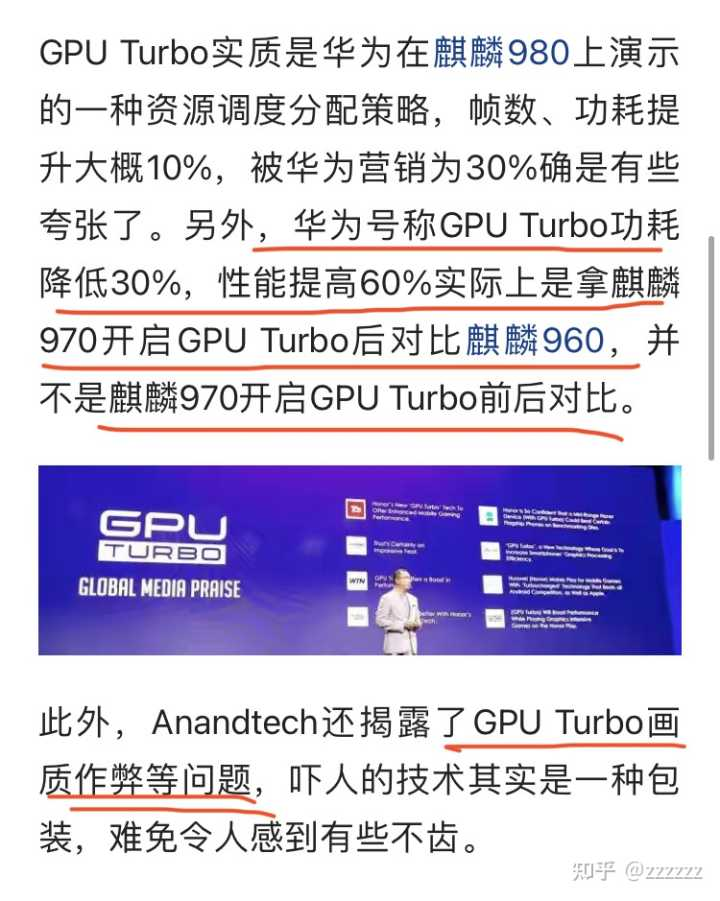 GPU Turbo实质是华为在麒麟980上演示
的一种资源调度分配策略，帧数、功耗提
升大概10%，被华为营销为30%确是有些
夸张了。另外，华为号称GPU Turbo功耗
降低30%，性能提高60%实际上是拿麒麟
970开启GPU Turbo后对比麒麟960，并
不是麒麟970开启GPU Turbo前后对比。
GPU
TURBO
GLOBAL MEDIA PRAISE
Honor's New "GPU Turbo" Tech To
Offer Enhanced Mobile Gaming
Performance.
That's Certainly an
Impressive Feat.
WTN
GPU
en a Boost in
Perfor
etter With Honor's
Tech.
Honor is So Confident that a Mid-Range Honor
Device (With GPU Turbo) Could Beat Certain
Flagship Phones on Benchmarking Sites.
"GPU Turbo", a New Technology Whose Goal is To
Increase Smartphones' Graphics Processing
Efficiency.
Huawei (Honor) Makes Play for Mobile Games
With 'Turbocharged' Technology That Beats all
Android Competition, as Well as Apple.
[GPU Turbo] Will Boost Performance
While Playing Graphics Intensive
Games on the Honor Play.
此外，Anandtech还揭露了GPU Turbo画
质作弊等问题，吓人的技术其实是一种包
装，难免令人感到有些不齿。
知乎 @zzzzzz